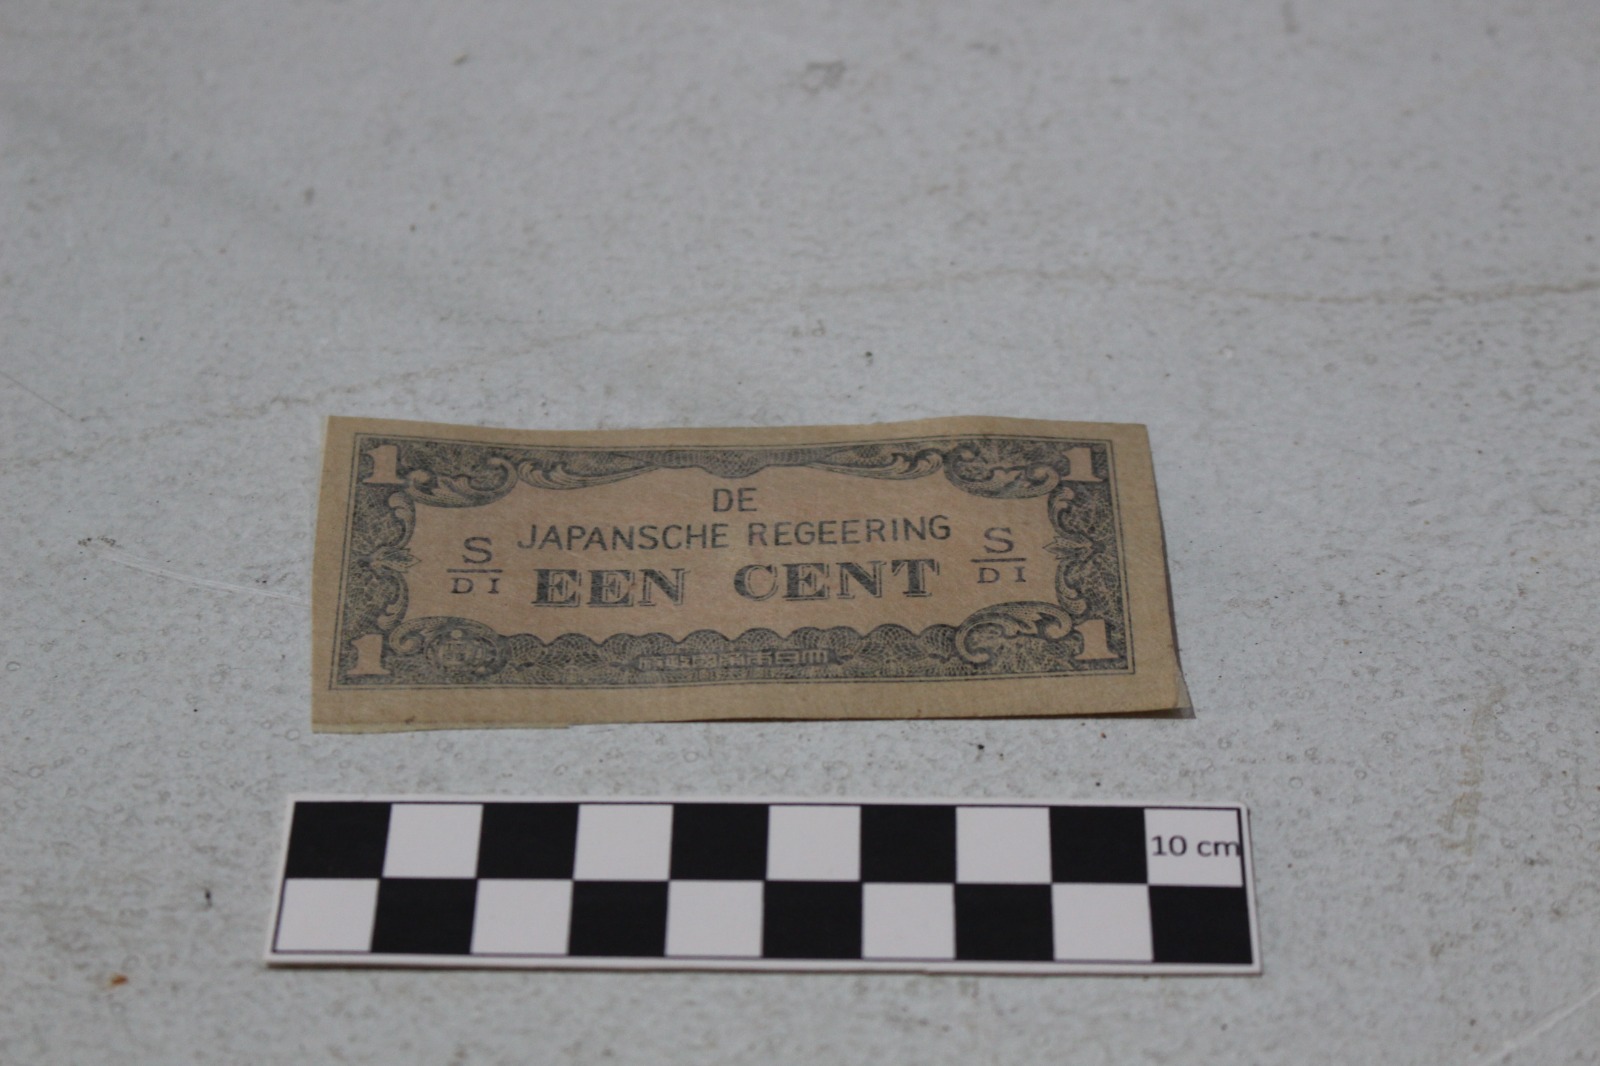 1 1
DE
JAPANSCHE REGEERING
S S
DI DI
EEN CENT
1 1
10 cm